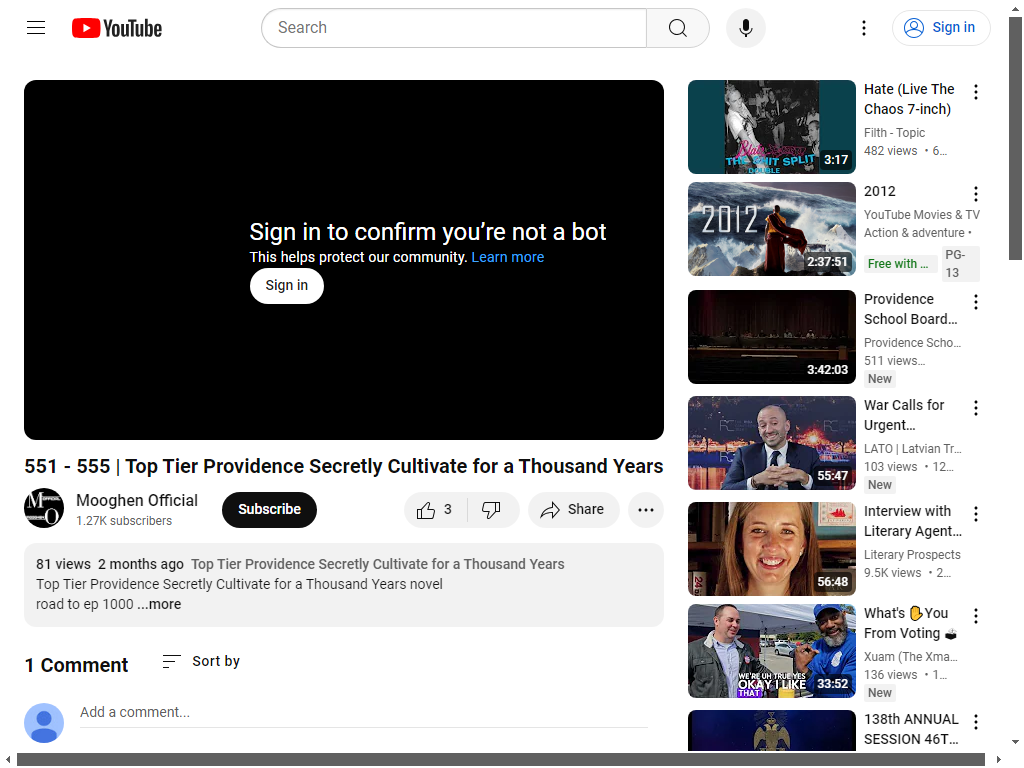 YouTube
Search
Sign in
Sign in to confirm you're not a bot
This helps protect our community. Learn more
Sign in
551 - 555 | Top Tier Providence Secretly Cultivate for a Thousand Years
Mooghen Official
1.27K subscribers
Subscribe
3
Share
81 views 2 months ago Top Tier Providence Secretly Cultivate for a Thousand Years
Top Tier Providence Secretly Cultivate for a Thousand Years novel
road to ep 1000 ...more
1 Comment
Sort by
Add a comment...
THE SHIT SPLIT
DOUBLE
3:17
Hate (Live The
Chaos 7-inch)
Filth - Topic
482 views • 6...
2012
2:37:51
2012
YouTube Movies & TV
Action & adventure •
Free with ...
PG-
13
3:42:03
Providence
School Board...
Providence Scho...
511 views...
New
55:47
War Calls for
Urgent...
LATO | Latvian Tr...
103 views • 12...
New
56:48
Interview with
Literary Agent...
Literary Prospects
9.5K views • 2...
WE'RE UH TRUE YES
OKAY I LIKE
THAT
33:52
What's ✋You
From Voting 🗳
Xuam (The Xma...
136 views • 1...
New
138th ANNUAL
SESSION 46T...